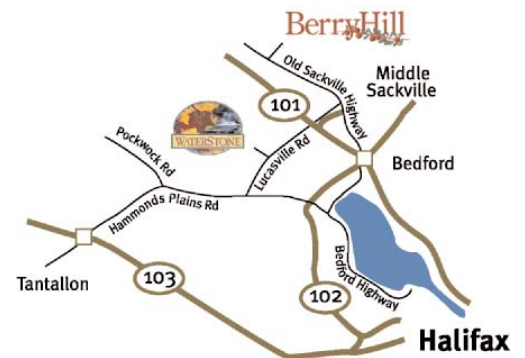 BerryHill
Old Sackville Highway
Middle
Sackville
101
WATERSTONE
Pockwock Rd
Lucasville Rd
Bedford
Hammonds Plains Rd
Bedford Highway
103
102
Tantallon
Halifax